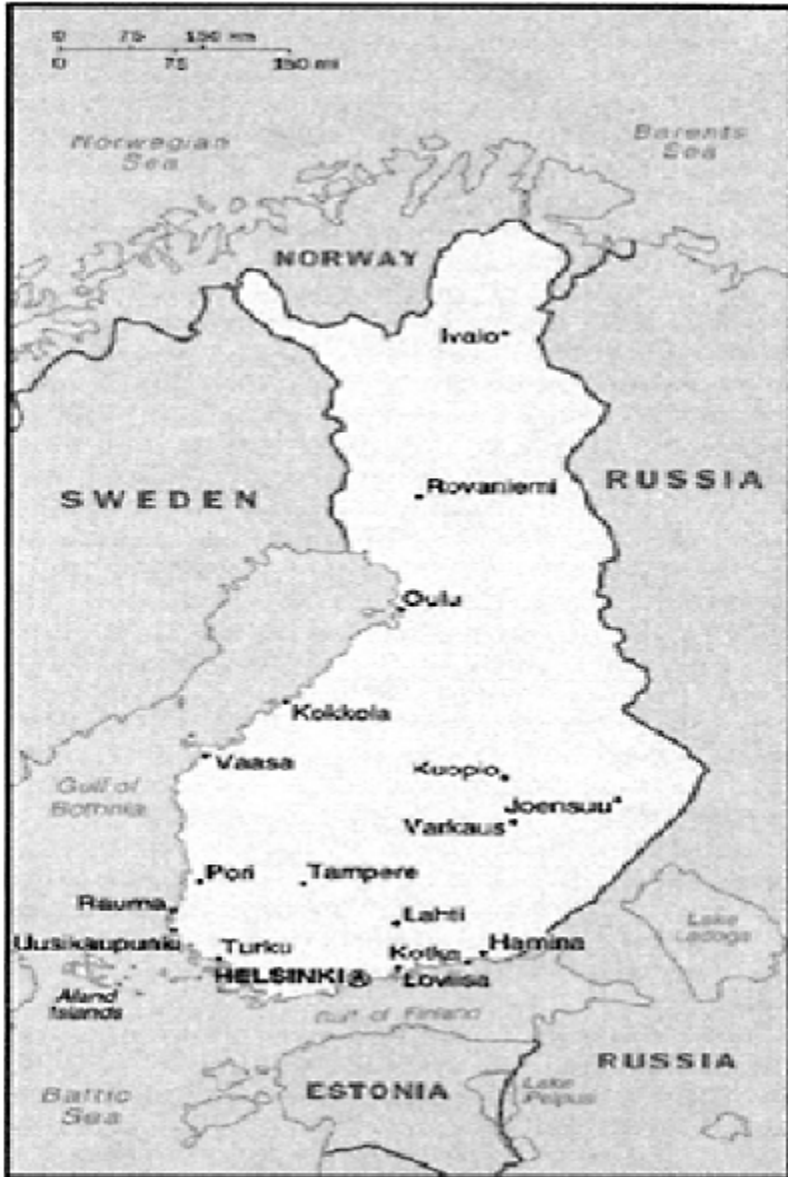 0 75 150 km
0 75 150 mi
Norwegian
Sea
Barents
Sea
NORWAY
Ivalo
SWEDEN
Rovaniemi
RUSSIA
Oulu
Kokkola
Vaasa
Gulf of
Bothnia
Kuopio
Joensuu
Varkaus
Pori
Tampere
Rauma
Lahti
Lake
Ladoga
Uusikaupunki
Turku
Kotka
Hamina
HELSINKI
Loviisa
Aland
Islands
Gulf of Finland
Baltic
Sea
ESTONIA
Lake
Peipus
RUSSIA